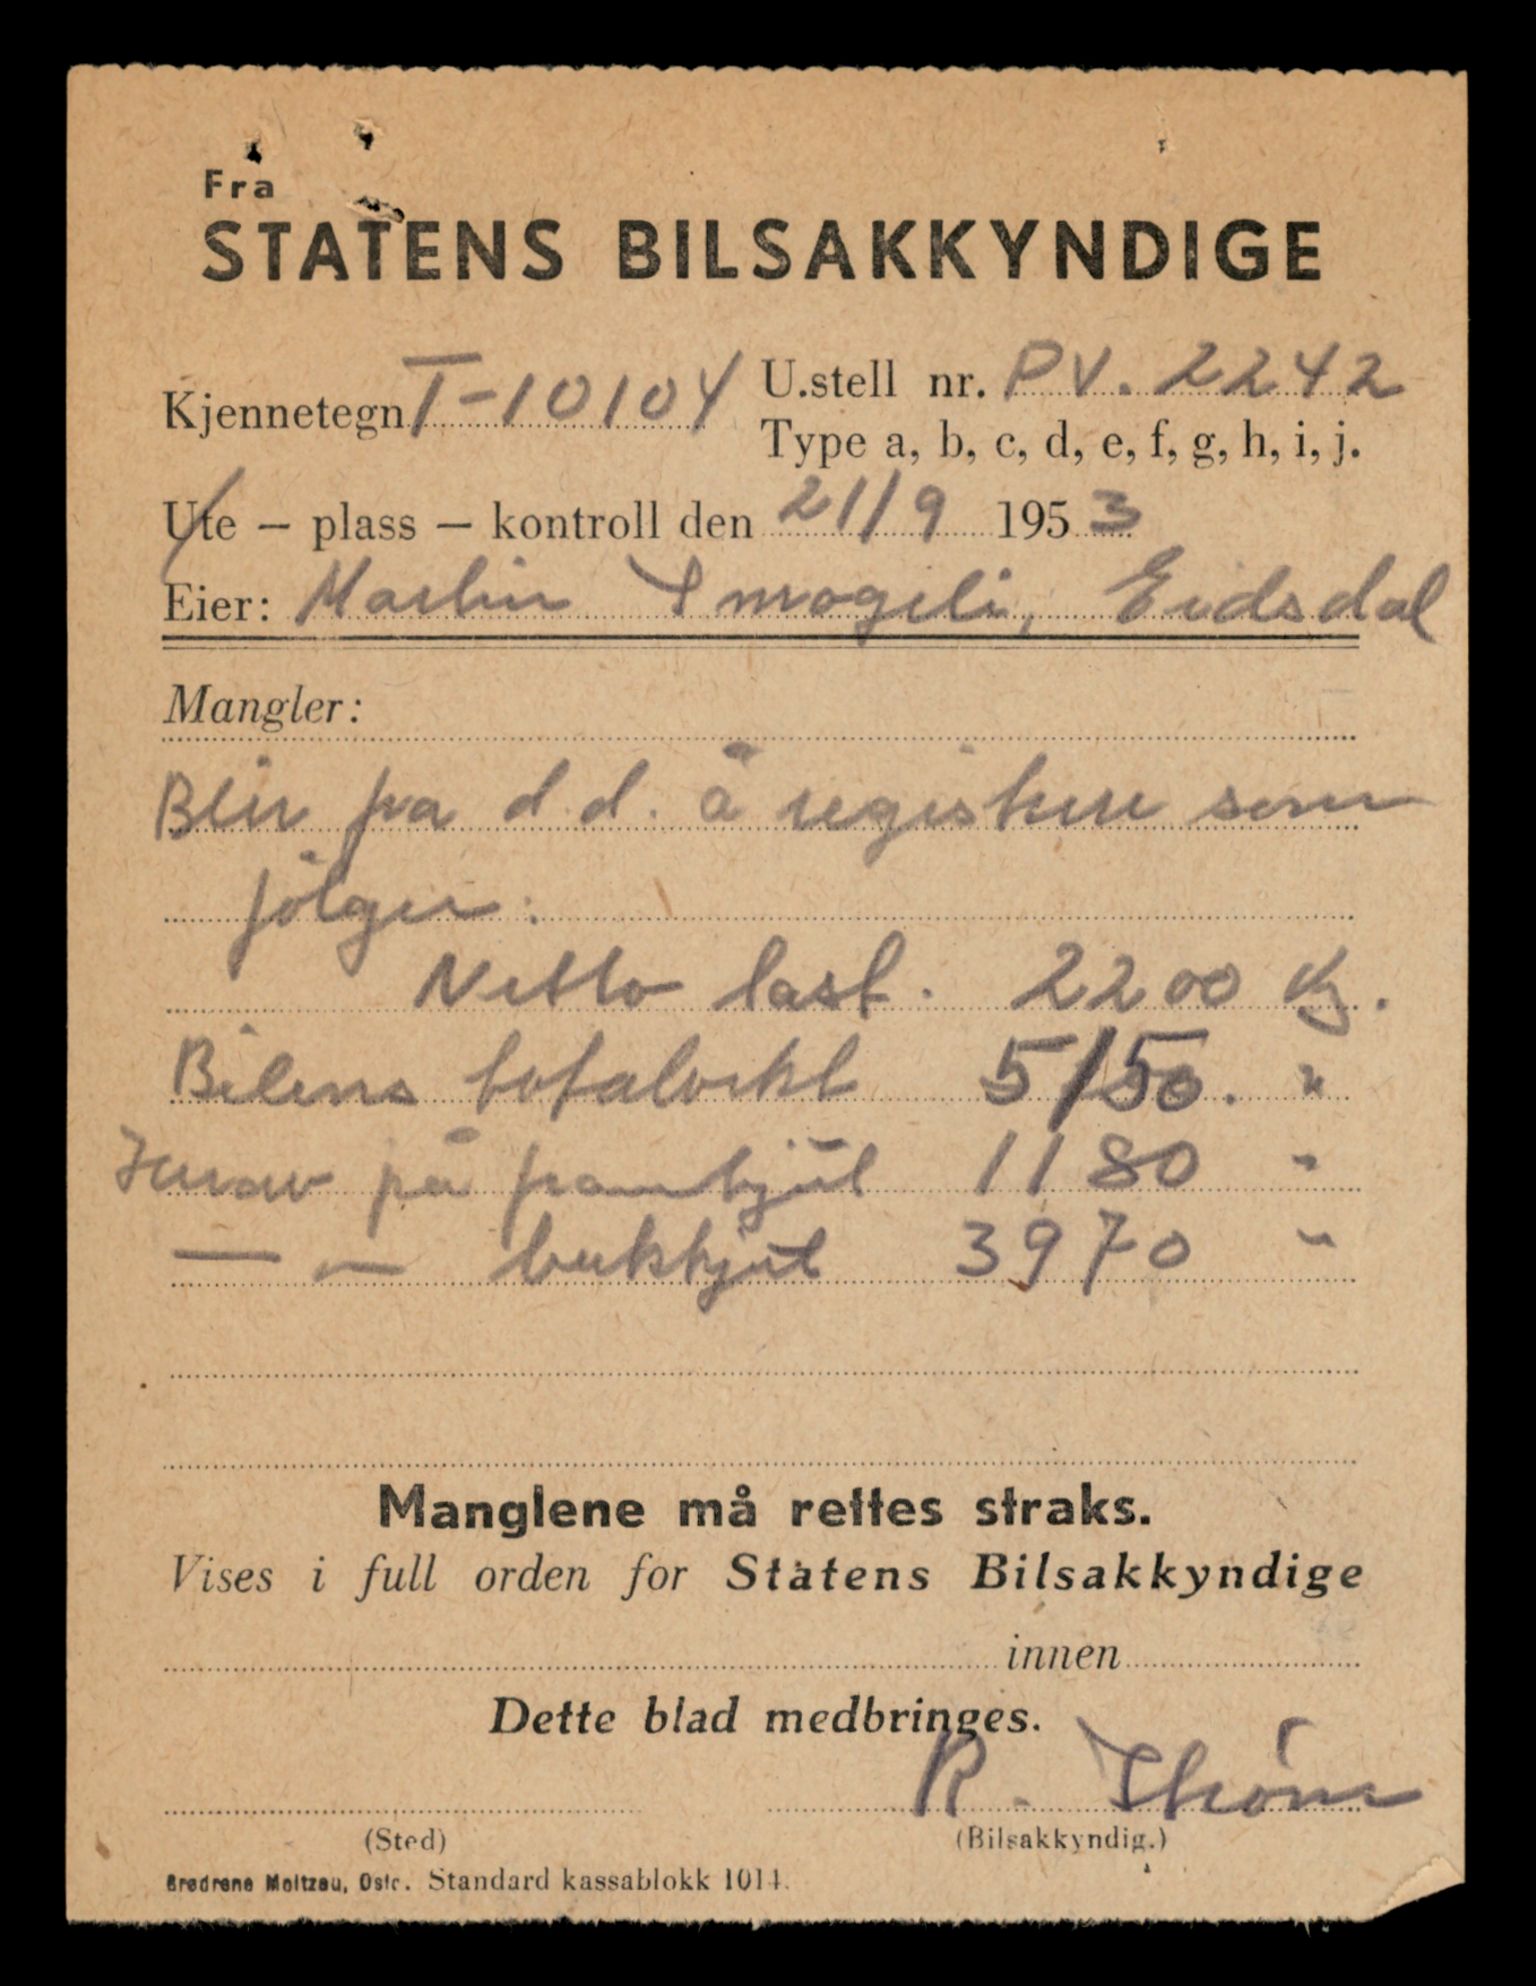 Fra
STATENS BILSAKKYNDIGE
Kjennetegn T-10104
U.stell nr. PV. 2242
Type a, b, c, d, e, f, g, h, i, j.
Ute – plass – kontroll den 21/9 1953
Eier: Martin Smogeli, Eidsdal
Mangler:
Blir fra d.d. å registrere som
følger:
Netto last. 2200 kg.
Bilens totalvekt 5150. "
Herav på framhjul 1180 "
— " — bakhjul 3970 "
Manglene må rettes straks.
Vises i full orden for Statens Bilsakkyndige
innen
Dette blad medbringes.
R.
(Sted)
(Bilsakkyndig.)
Brødrene Moltzau, Oslo. Standard kassablokk 1014.